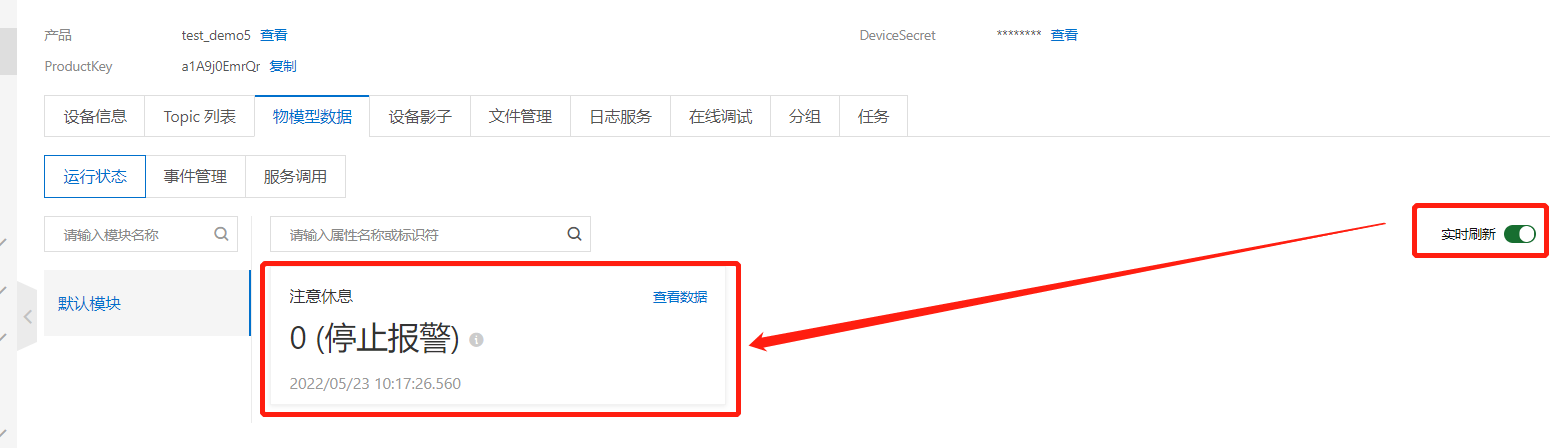 产品 test_demo5 查看 DeviceSecret ******** 查看
ProductKey a1A9j0EmrQr 复制
设备信息 Topic 列表 物模型数据 设备影子 文件管理 日志服务 在线调试 分组 任务
运行状态 事件管理 服务调用
请输入模块名称 请输入属性名称或标识符 实时刷新
默认模块
注意休息 查看数据
0 (停止报警)
2022/05/23 10:17:26.560